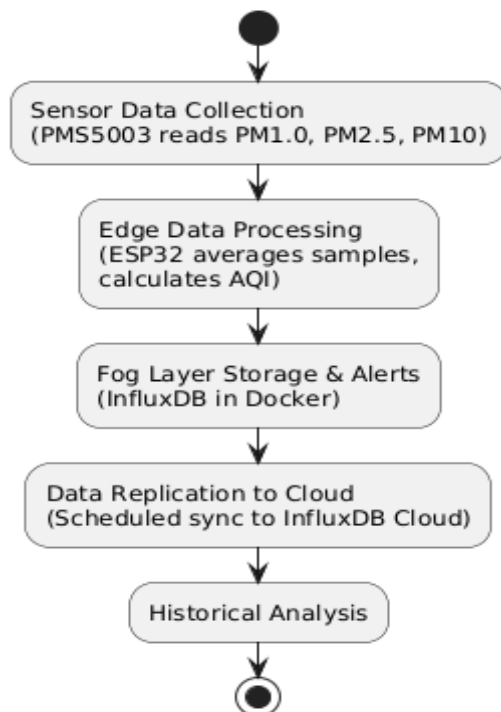 Sensor Data Collection
(PMS5003 reads PM1.0, PM2.5, PM10)
Edge Data Processing
(ESP32 averages samples,
calculates AQI)
Fog Layer Storage & Alerts
(InfluxDB in Docker)
Data Replication to Cloud
(Scheduled sync to InfluxDB Cloud)
Historical Analysis